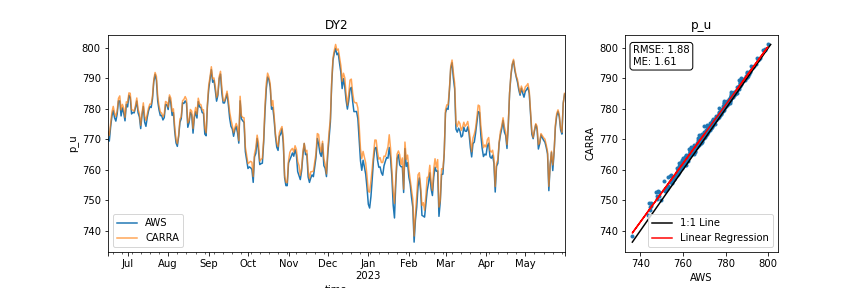 DY2
p_u
800
790
780
770
760
750
740
p_u
AWS
CARRA
Jul
Aug
Sep
Oct
Nov
Dec
Jan
2023
Feb
Mar
Apr
May
p_u
RMSE: 1.88
ME: 1.61
800
790
780
770
760
750
740
CARRA
1:1 Line
Linear Regression
740
760
780
800
AWS